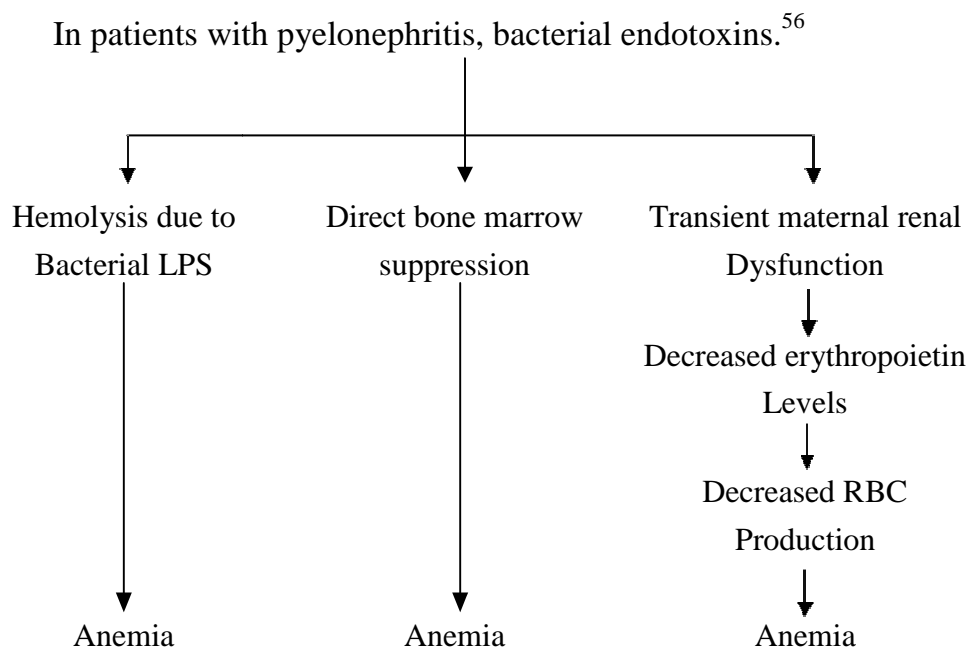 In patients with pyelonephritis, bacterial endotoxins.56
Hemolysis due to
Bacterial LPS
Direct bone marrow
suppression
Transient maternal renal
Dysfunction
Decreased erythropoietin
Levels
Decreased RBC
Production
Anemia
Anemia
Anemia